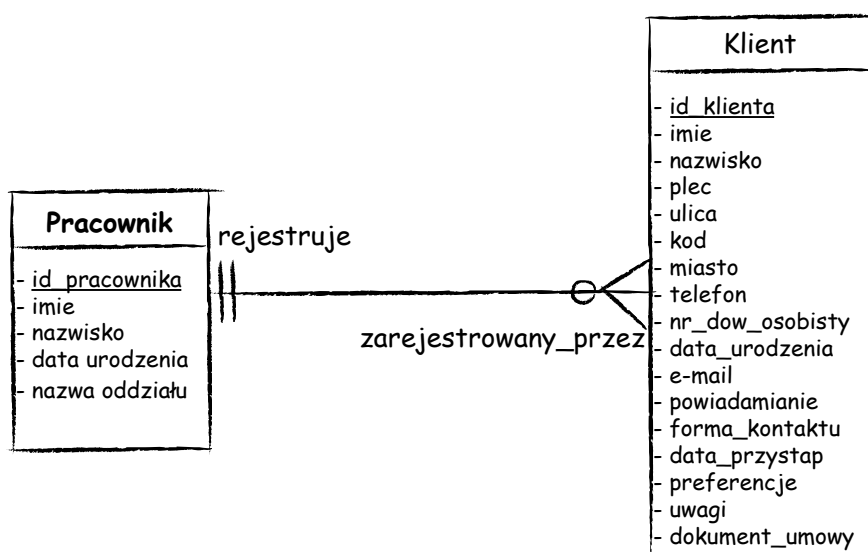 Pracownik
- id_pracownika
- imie
- nazwisko
- data urodzenia
- nazwa oddziału
rejestruje
zarejestrowany_przez
Klient
- id_klienta
- imie
- nazwisko
- plec
- ulica
- kod
- miasto
- telefon
- nr_dow_osobisty
- data_urodzenia
- e-mail
- powiadamianie
- forma_kontaktu
- data_przystap
- preferencje
- uwagi
- dokument_umowy